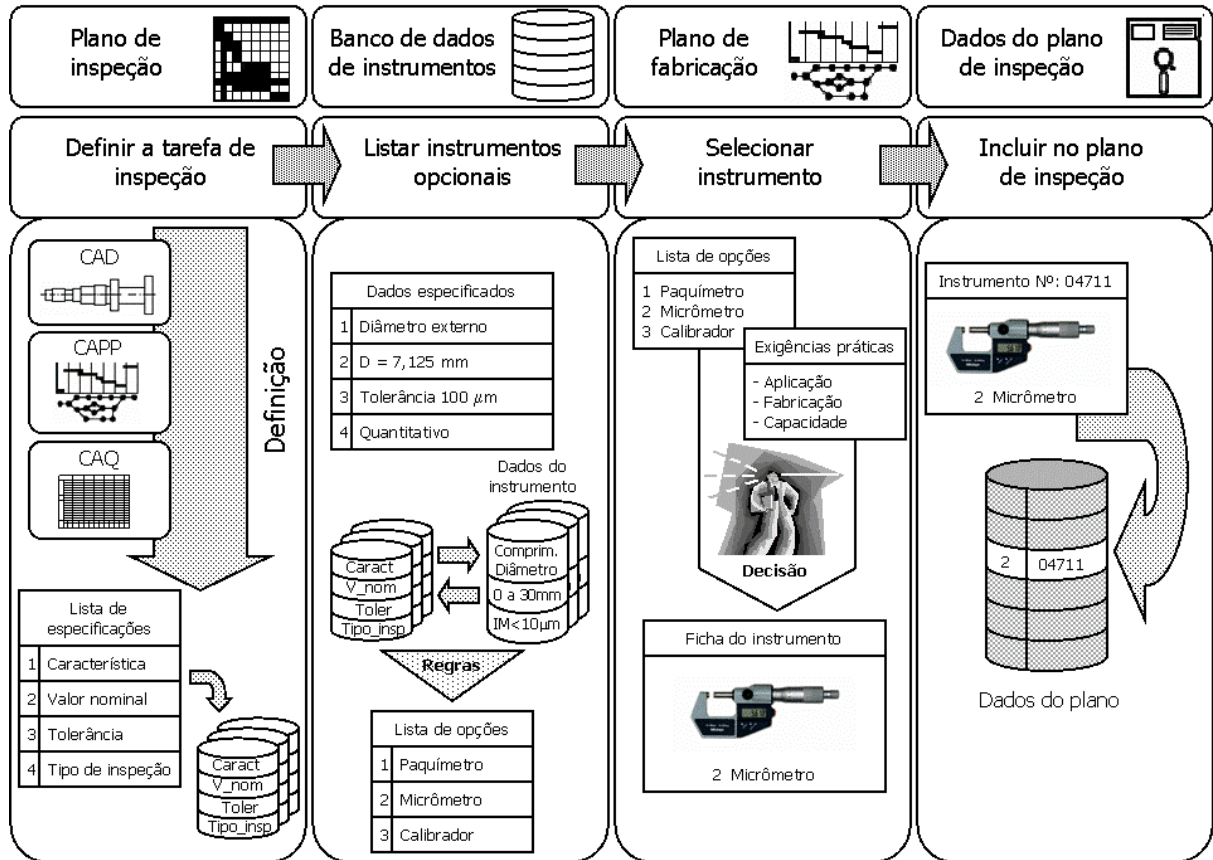 Plano de
inspeção
Banco de dados
de instrumentos
Plano de
fabricação
Dados do plano
de inspeção
Definir a tarefa de
inspeção
Listar instrumentos
opcionais
Selecionar
instrumento
Incluir no plano
de inspeção
CAD
CAPP
CAQ
Definição
Lista de
especificações
1 Característica
2 Valor nominal
3 Tolerância
4 Tipo de inspeção
Caract
V_nom
Toler
Tipo_insp
Dados especificados
1 Diâmetro externo
2 D = 7,125 mm
3 Tolerância 100 µm
4 Quantitativo
Dados do
instrumento
Caract
V_nom
Toler
Tipo_insp
Comprim.
Diâmetro
0 a 30mm
IM<10µm
Regras
Lista de opções
1 Paquímetro
2 Micrômetro
3 Calibrador
Lista de opções
1 Paquímetro
2 Micrômetro
3 Calibrador
Exigências práticas
- Aplicação
- Fabricação
- Capacidade
Decisão
Ficha do instrumento
2 Micrômetro
Instrumento Nº: 04711
2 Micrômetro
2 04711
Dados do plano